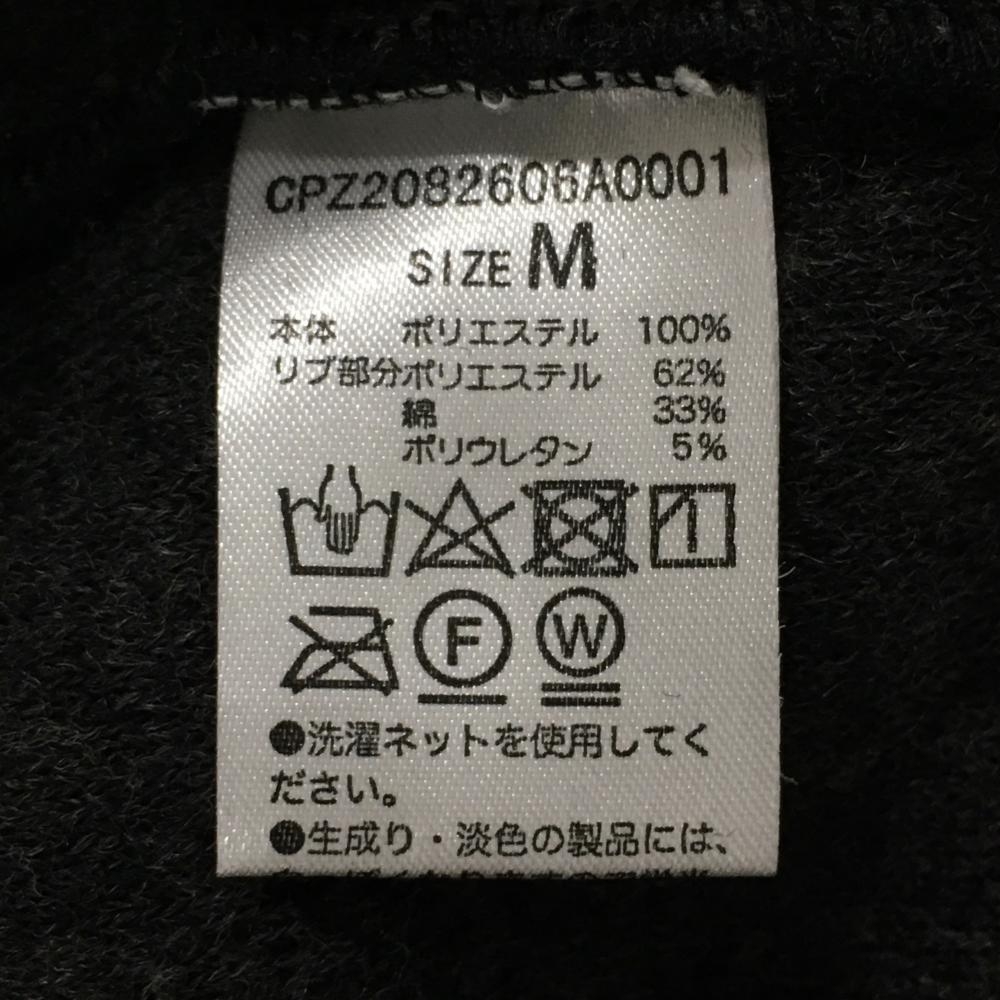 CPZ2082606A0001
SIZE M
本体 ポリエステル 100%
リブ部分ポリエステル 62%
綿 33%
ポリウレタン 5%
F W
●洗濯ネットを使用してく
ださい。
●生成り・淡色の製品には、